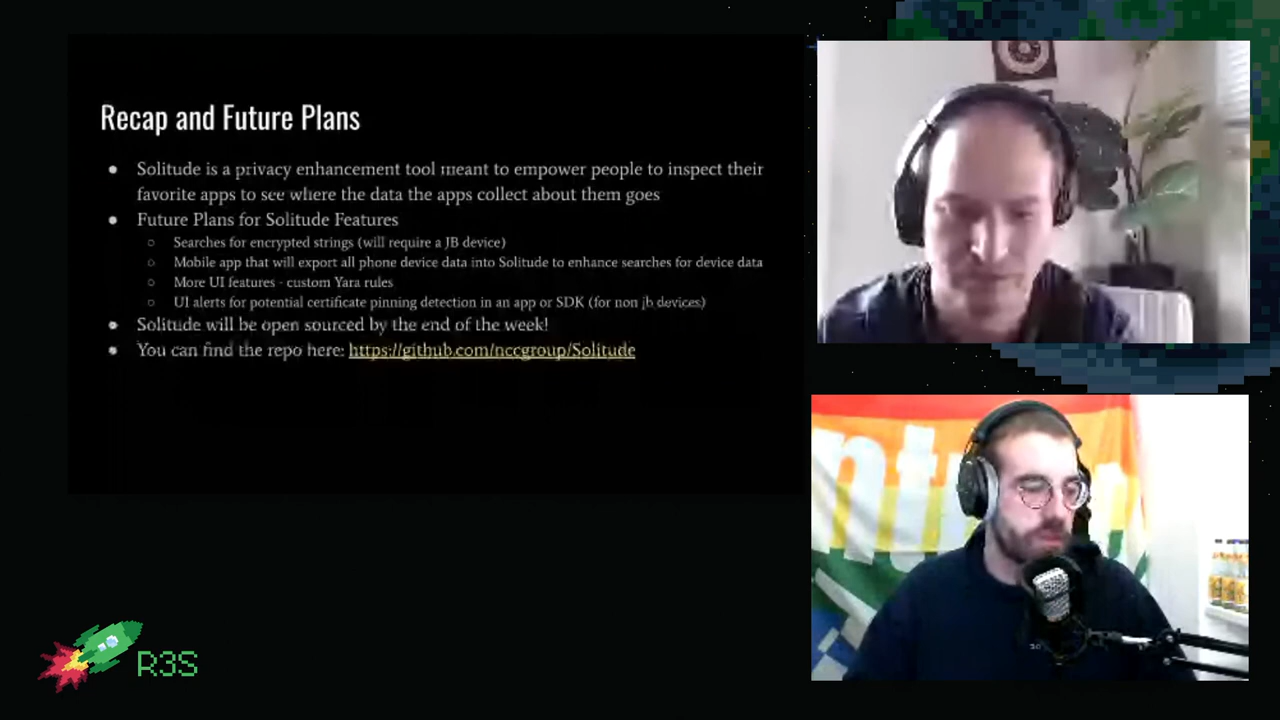 Recap and Future Plans
● Solitude is a privacy enhancement tool meant to empower people to inspect their
favorite apps to see where the data the apps collect about them goes
● Future Plans for Solitude Features
○ Searches for encrypted strings (will require a JB device)
○ Mobile app that will export all phone device data into Solitude to enhance searches for device data
○ More UI features - custom Yara rules
○ UI alerts for potential certificate pinning detection in an app or SDK (for non jb devices)
● Solitude will be open sourced by the end of the week!
● You can find the repo here: https://github.com/nccgroup/Solitude
R3S